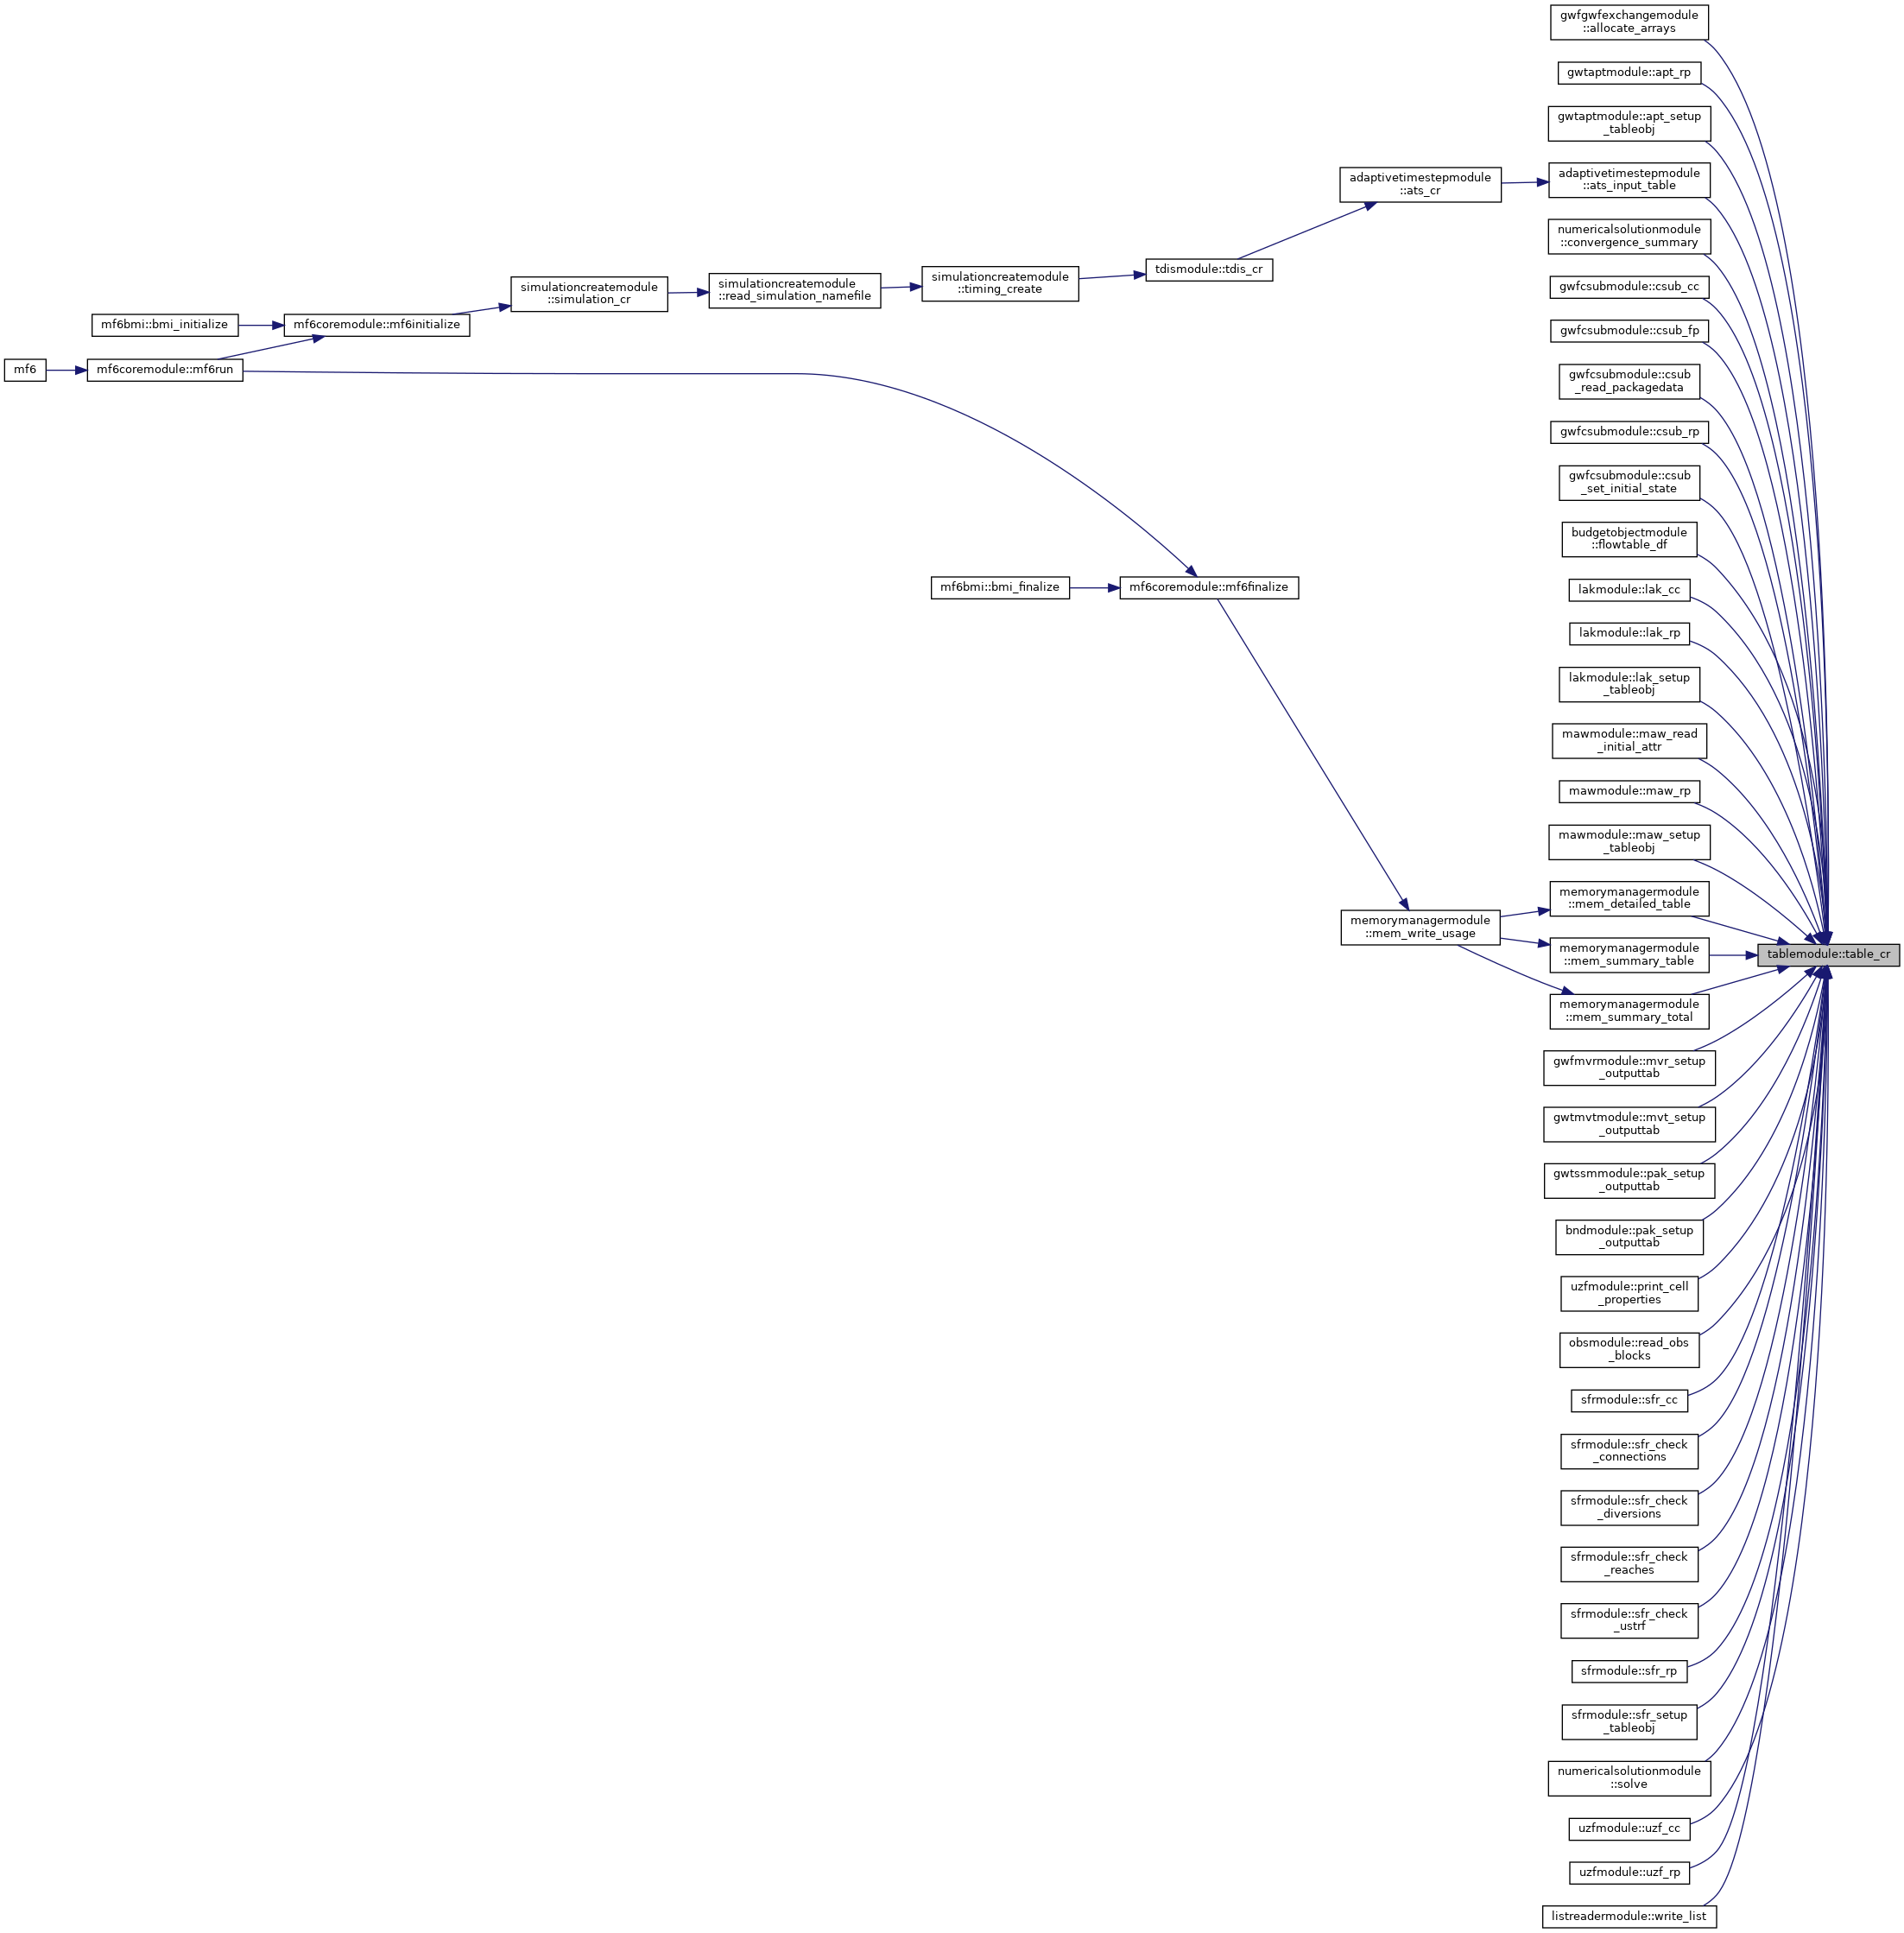 gwfgwfexchangemodule
::allocate_arrays
gwtaptmodule::apt_rp
gwtaptmodule::apt_setup
_tableobj
adaptivetimestepmodule
::ats_cr
adaptivetimestepmodule
::ats_input_table
numericalsolutionmodule
::convergence_summary
tdismodule::tdis_cr
simulationcreatemodule
::timing_create
simulationcreatemodule
::read_simulation_namefile
simulationcreatemodule
::simulation_cr
mf6coremodule::mf6initialize
mf6bmi::bmi_initialize
mf6coremodule::mf6run
mf6
gwfcsubmodule::csub_cc
gwfcsubmodule::csub_fp
gwfcsubmodule::csub
_read_packagedata
gwfcsubmodule::csub_rp
gwfcsubmodule::csub
_set_initial_state
budgetobjectmodule
::flowtable_df
mf6bmi::bmi_finalize
mf6coremodule::mf6finalize
lakmodule::lak_cc
lakmodule::lak_rp
lakmodule::lak_setup
_tableobj
mawmodule::maw_read
_initial_attr
mawmodule::maw_rp
mawmodule::maw_setup
_tableobj
memorymanagermodule
::mem_write_usage
memorymanagermodule
::mem_detailed_table
memorymanagermodule
::mem_summary_table
tablemodule::table_cr
memorymanagermodule
::mem_summary_total
gwfmvrmodule::mvr_setup
_outputtab
gwtmvtmodule::mvt_setup
_outputtab
gwtssmmodule::pak_setup
_outputtab
bndmodule::pak_setup
_outputtab
uzfmodule::print_cell
_properties
obsmodule::read_obs
_blocks
sfrmodule::sfr_cc
sfrmodule::sfr_check
_connections
sfrmodule::sfr_check
_diversions
sfrmodule::sfr_check
_reaches
sfrmodule::sfr_check
_ustrf
sfrmodule::sfr_rp
sfrmodule::sfr_setup
_tableobj
numericalsolutionmodule
::solve
uzfmodule::uzf_cc
uzfmodule::uzf_rp
listreadermodule::write_list